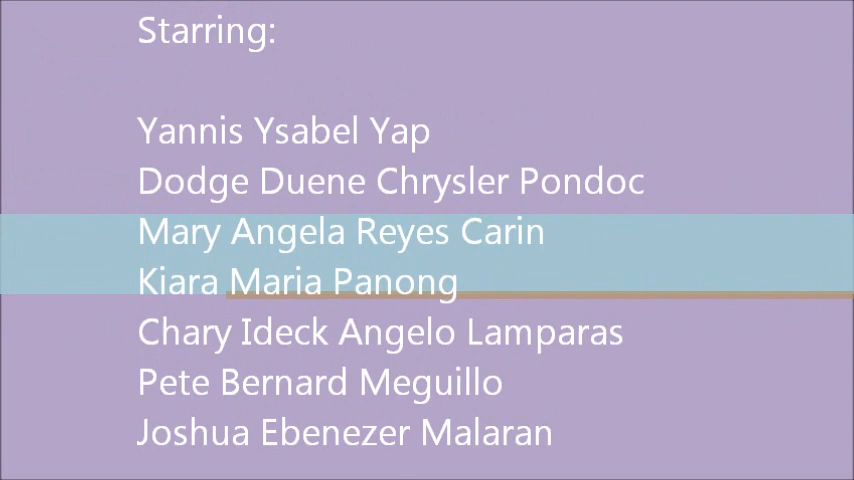 Starring:
Yannis Ysabel Yap
Dodge Duene Chrysler Pondoc
Mary Angela Reyes Carin
Kiara Maria Panong
Chary Ideck Angelo Lamparas
Pete Bernard Meguillo
Joshua Ebenezer Malaran